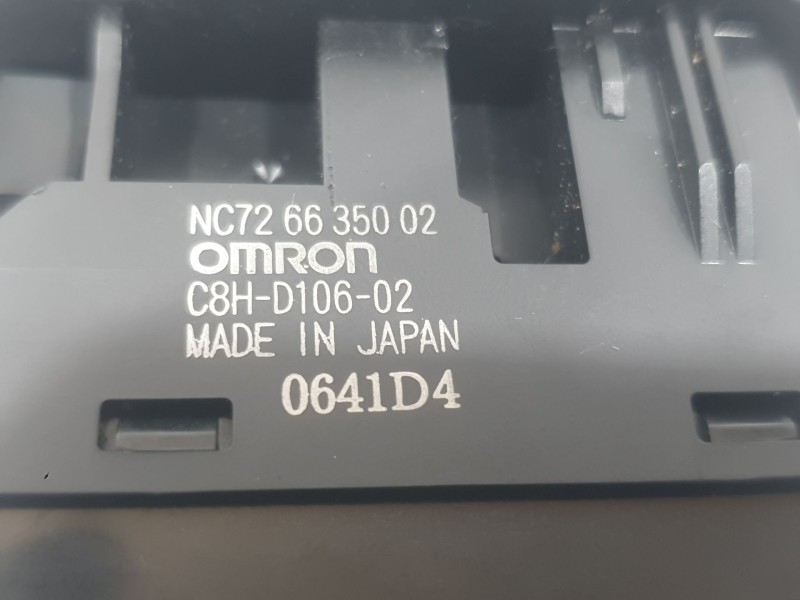 NC72 66 350 02
OMRON
C8H-D106-02
MADE IN JAPAN
0641D4